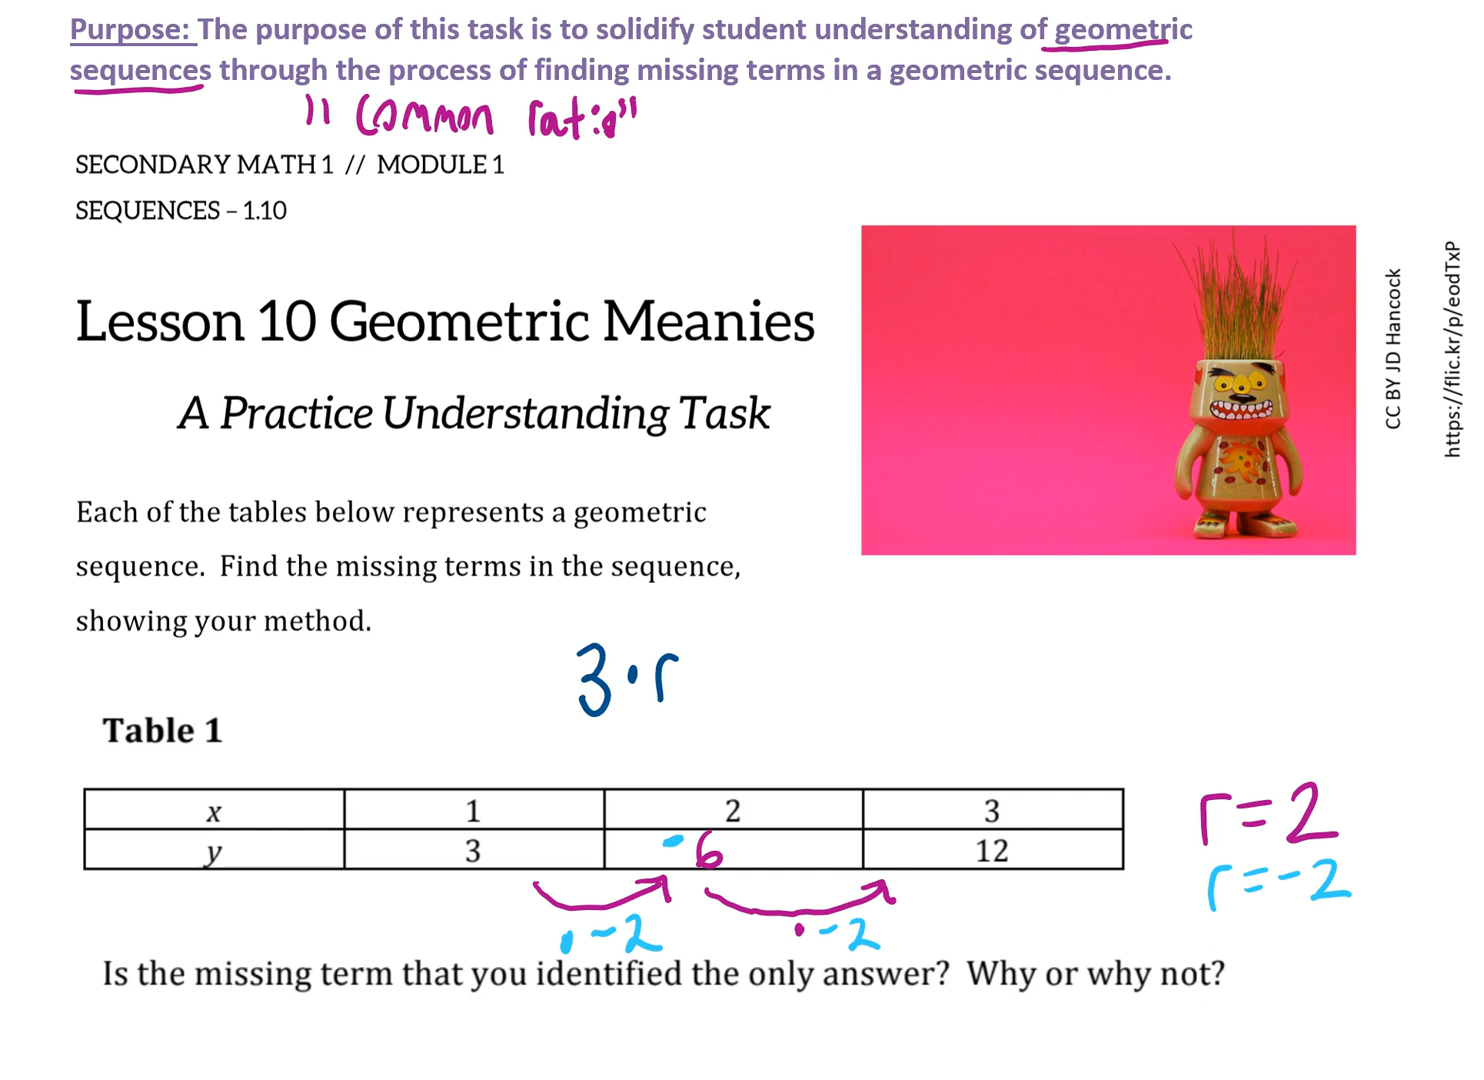 Purpose: The purpose of this task is to solidify student understanding of geometric
sequences through the process of finding missing terms in a geometric sequence.
"common ratio"
SECONDARY MATH 1 // MODULE 1
SEQUENCES – 1.10
Lesson 10 Geometric Meanies
A Practice Understanding Task
CC BY JD Hancock
https://flic.kr/p/eodTxP
Each of the tables below represents a geometric
sequence. Find the missing terms in the sequence,
showing your method.
3·r
Table 1
x 1 2 3
y 3 -6 12
r=2
r=-2
·-2 ·-2
Is the missing term that you identified the only answer? Why or why not?